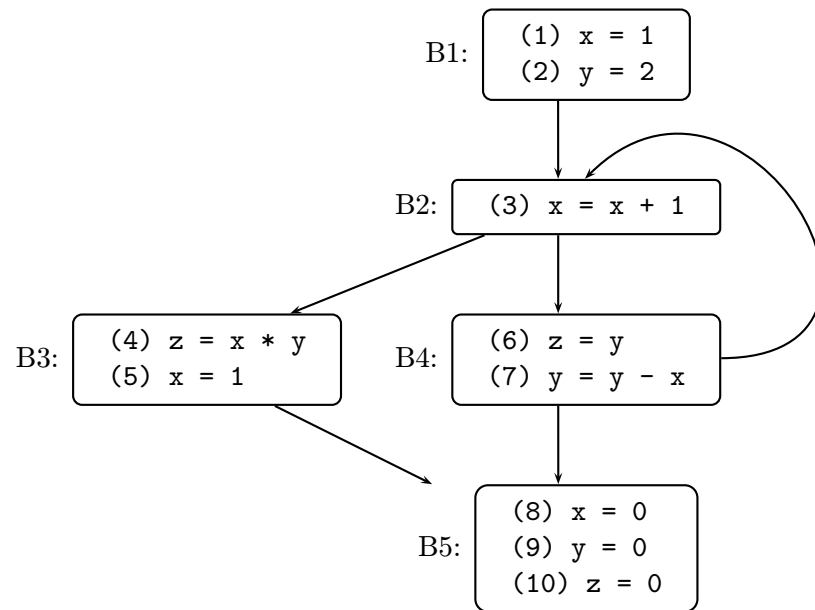 B1:
(1) x = 1
(2) y = 2
B2:
(3) x = x + 1
B3:
(4) z = x * y
(5) x = 1
B4:
(6) z = y
(7) y = y - x
B5:
(8) x = 0
(9) y = 0
(10) z = 0